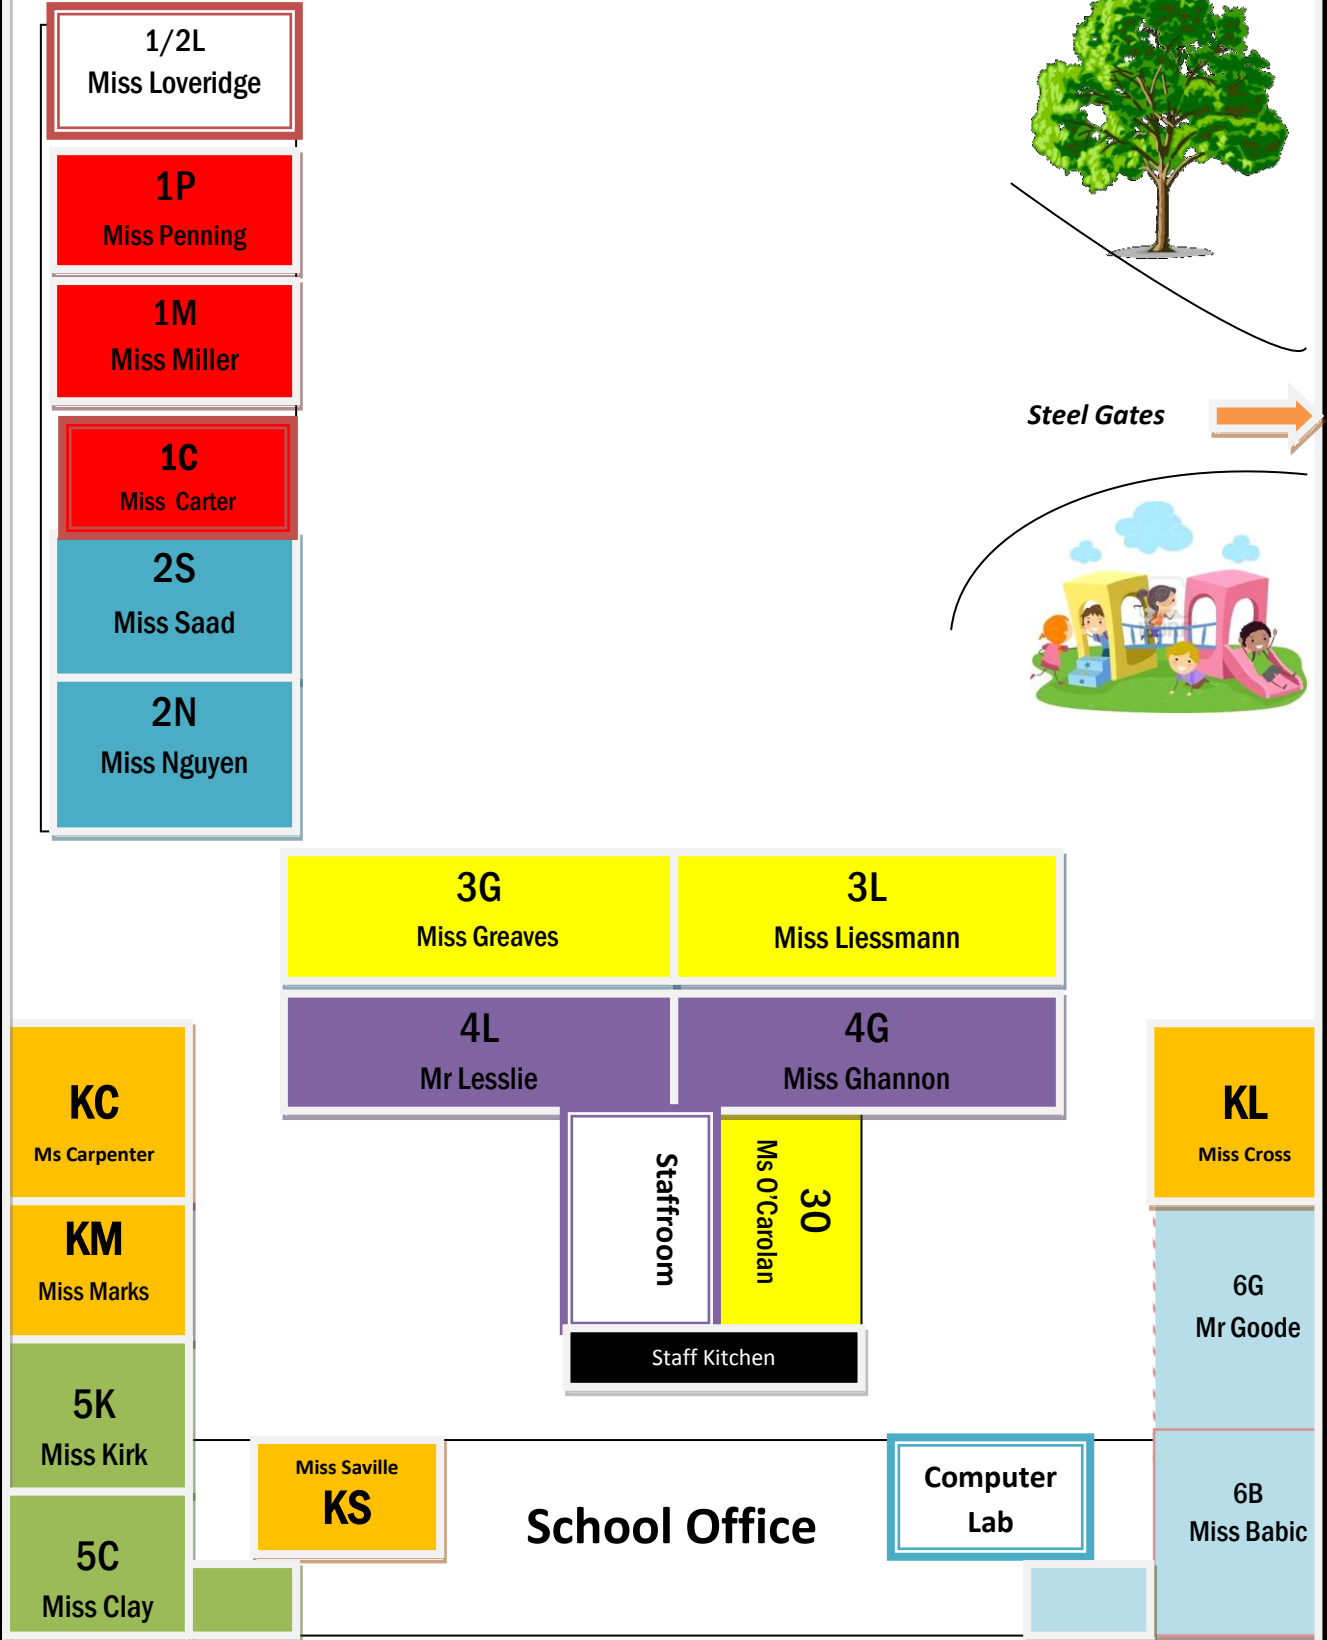 1/2L
Miss Loveridge
1P
Miss Penning
1M
Miss Miller
Steel Gates
1C
Miss Carter
2S
Miss Saad
2N
Miss Nguyen
3G
Miss Greaves
3L
Miss Liessmann
4L
Mr Lesslie
4G
Miss Ghannon
KC
Ms Carpenter
KL
Miss Cross
Staffroom
30
Ms O'Carolan
KM
Miss Marks
6G
Mr Goode
Staff Kitchen
5K
Miss Kirk
Miss Saville
KS
School Office
Computer
Lab
6B
Miss Babic
5C
Miss Clay